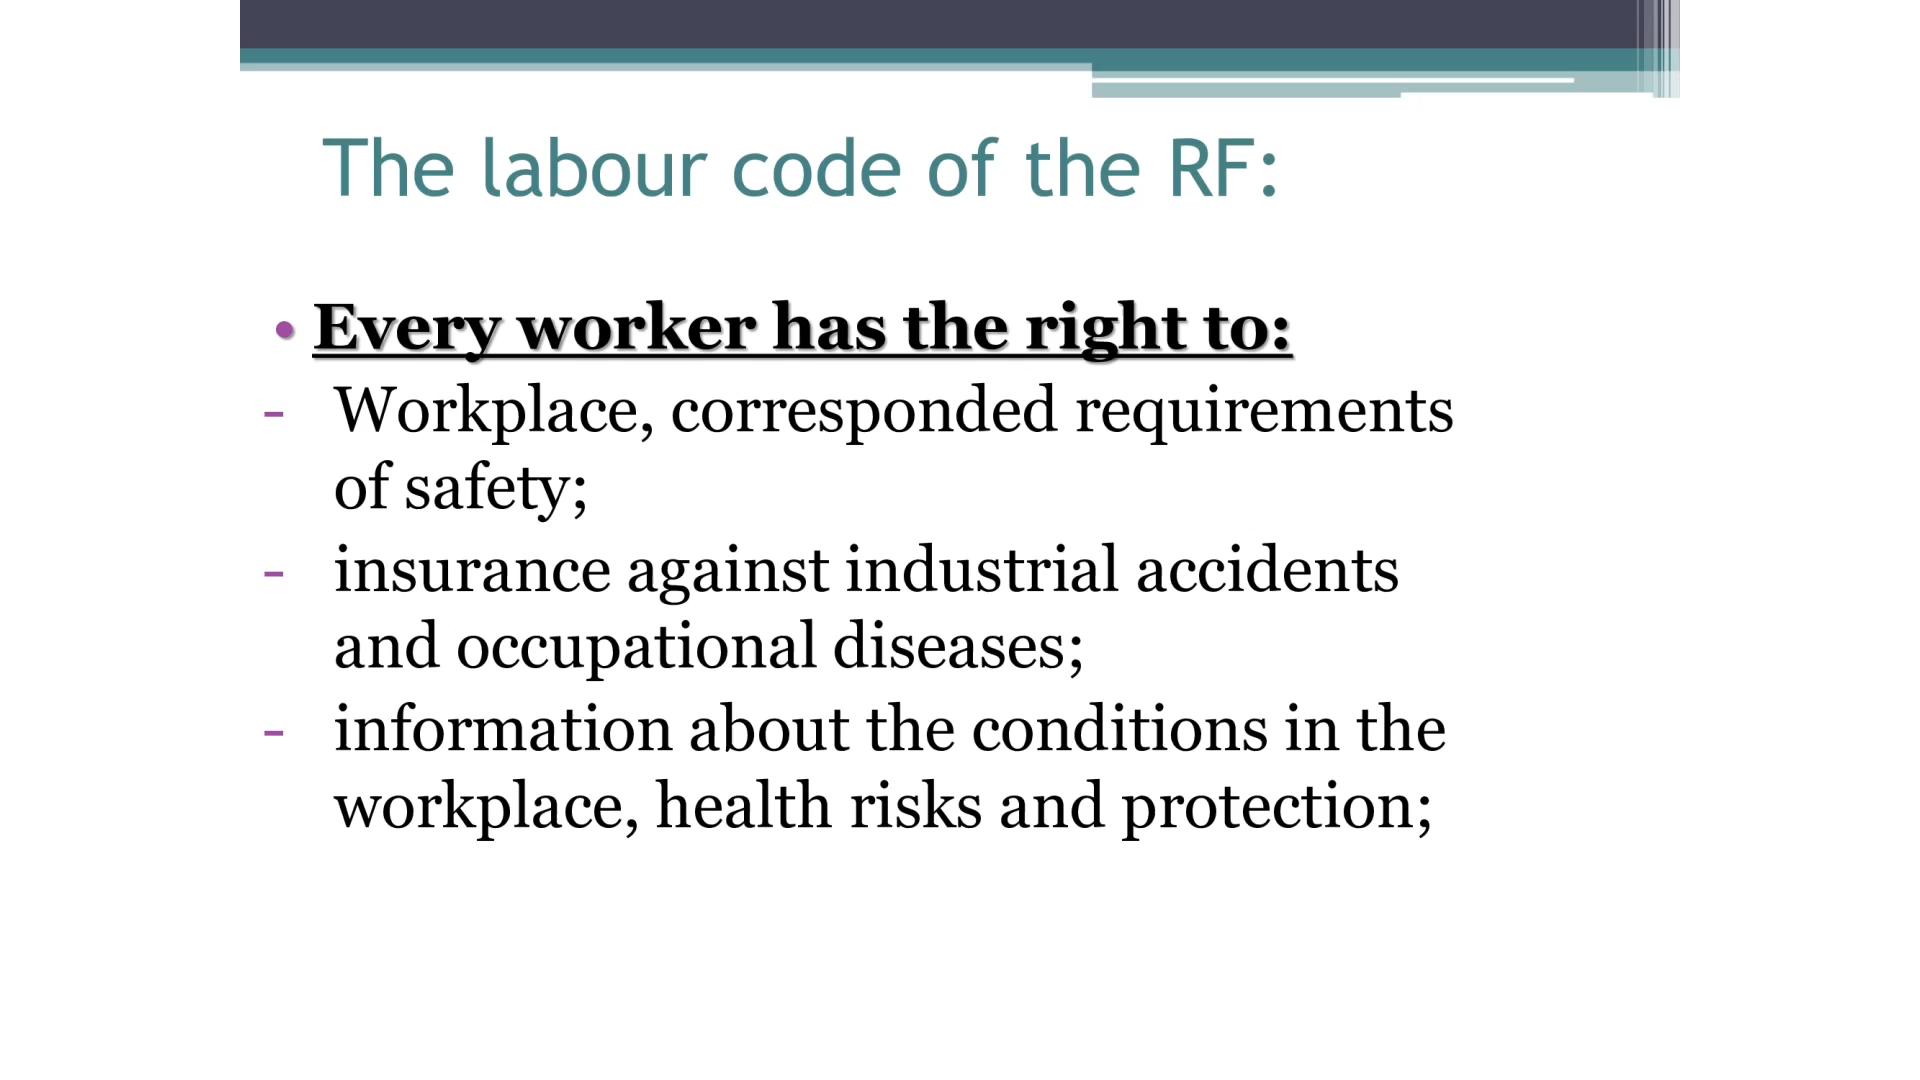 The labour code of the RF:
• Every worker has the right to:
- Workplace, corresponded requirements
of safety;
- insurance against industrial accidents
and occupational diseases;
- information about the conditions in the
workplace, health risks and protection;